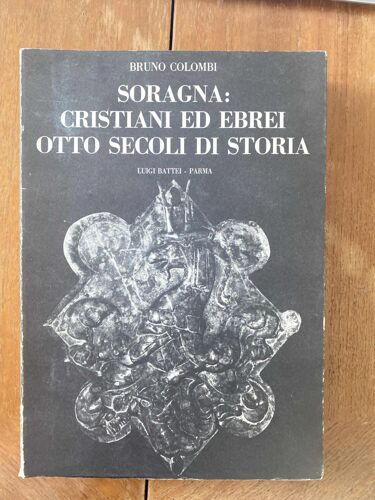 BRUNO COLOMBI
SORAGNA:
CRISTIANI ED EBREI
OTTO SECOLI DI STORIA
LUIGI BATTEI - PARMA